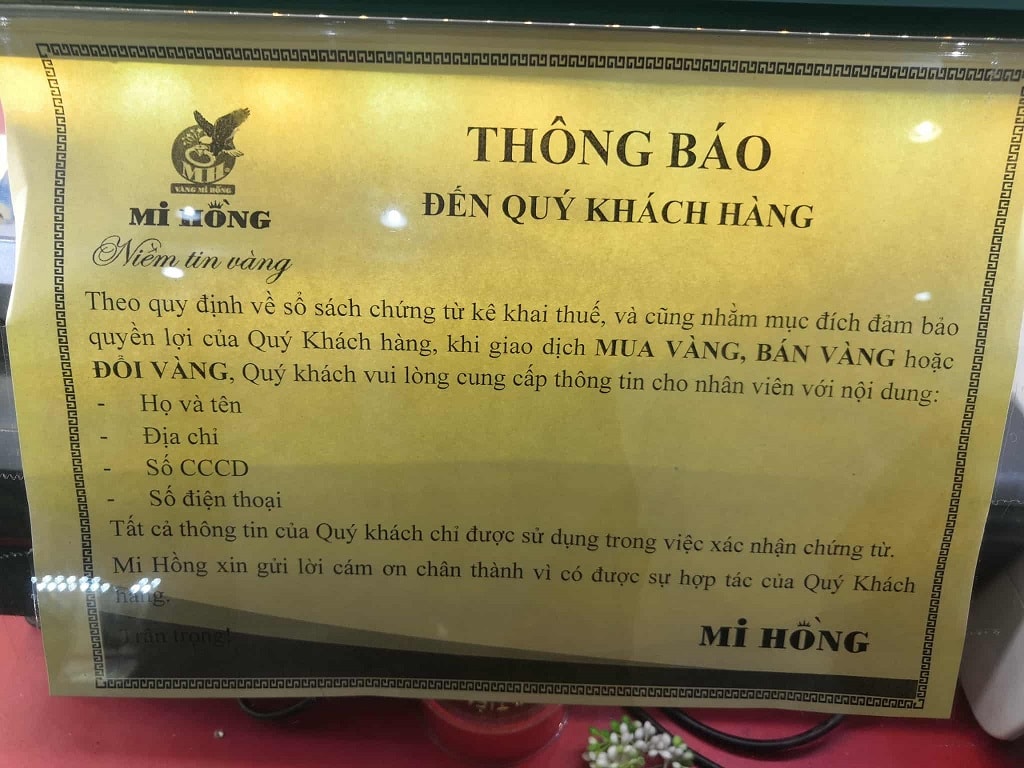 MH
VÀNG MI HỒNG
MI HỒNG
Niềm tin vàng
THÔNG BÁO
ĐẾN QUÝ KHÁCH HÀNG
Theo quy định về sổ sách chứng từ kê khai thuế, và cũng nhằm mục đích đảm bảo
quyền lợi của Quý Khách hàng, khi giao dịch MUA VÀNG, BÁN VÀNG hoặc
ĐỔI VÀNG, Quý khách vui lòng cung cấp thông tin cho nhân viên với nội dung:
- Họ và tên
- Địa chỉ
- Số CCCD
- Số điện thoại
Tất cả thông tin của Quý khách chỉ được sử dụng trong việc xác nhận chứng từ.
Mi Hồng xin gửi lời cám ơn chân thành vì có được sự hợp tác của Quý Khách
hàng.
Trân trọng!
MI HỒNG